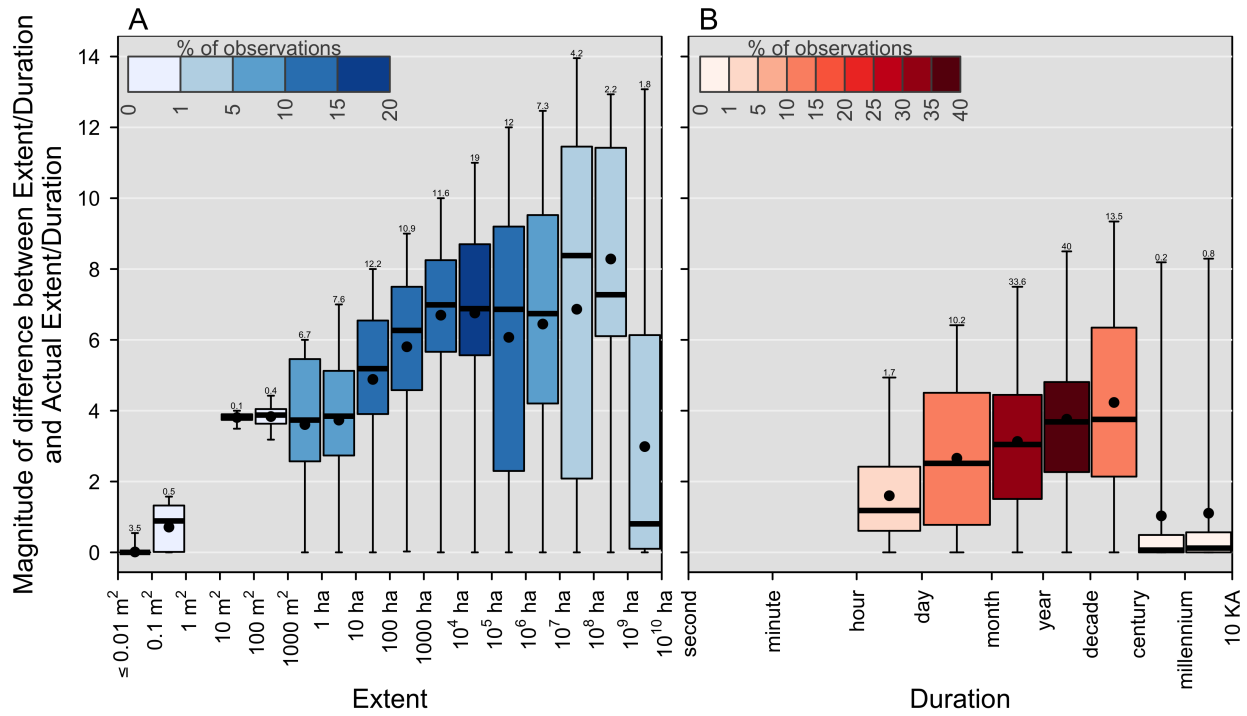 A
B
Magnitude of difference between Extent/Duration
and Actual Extent/Duration
14
12
10
8
6
4
2
0
% of observations
0
1
5
10
15
20
% of observations
0
1
5
10
15
20
25
30
35
40
3.5
0.5
0.1
0.4
6.7
7.6
12.2
10.9
11.6
19
12
7.3
4.2
2.2
1.8
1.7
10.2
33.6
40
13.5
0.2
0.8
≤ 0.01 m²
0.1 m²
1 m²
10 m²
100 m²
1000 m²
1 ha
10 ha
100 ha
1000 ha
10⁴ ha
10⁵ ha
10⁶ ha
10⁷ ha
10⁸ ha
10⁹ ha
10¹⁰ ha
second
minute
hour
day
month
year
decade
century
millennium
10 KA
Extent
Duration